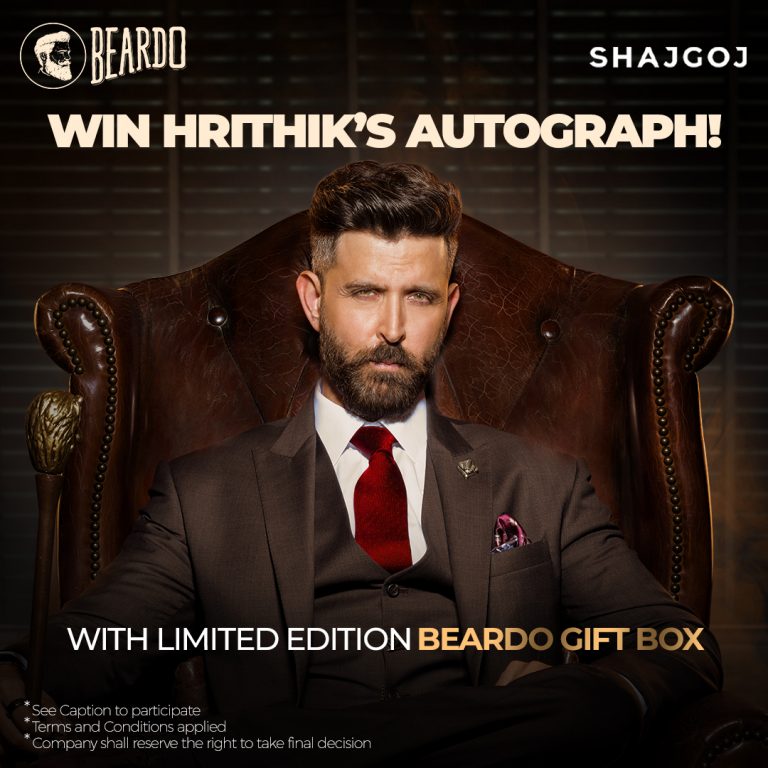 BEARDO
SHAJGOJ
WIN HRITHIK'S AUTOGRAPH!
WITH LIMITED EDITION BEARDO GIFT BOX
* See Caption to participate
* Terms and Conditions applied
* Company shall reserve the right to take final decision